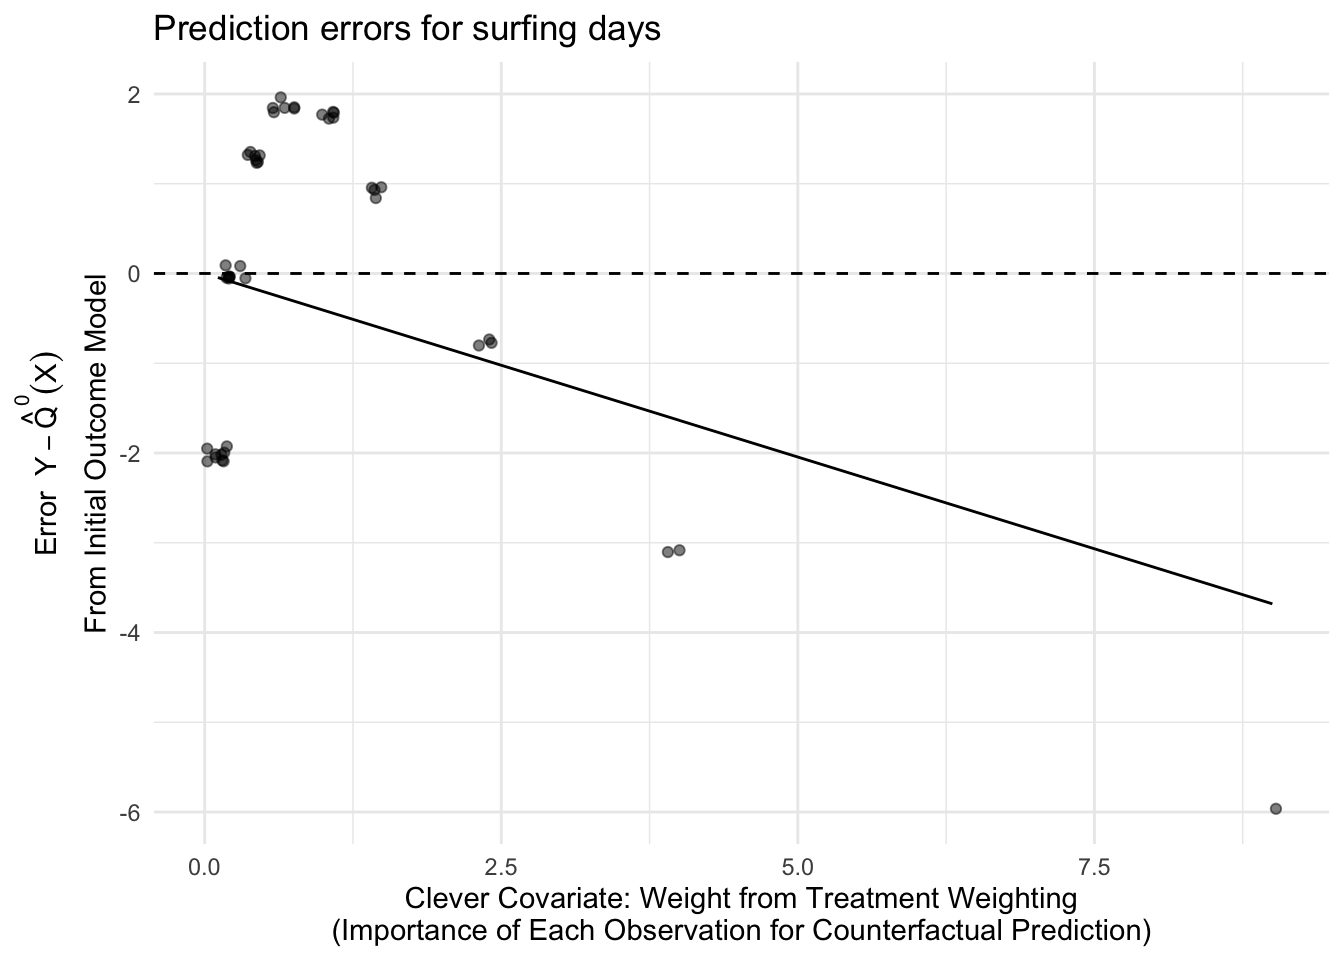 Prediction errors for surfing days
Error Y − Q̂⁰(X)
From Initial Outcome Model
2
0
-2
-4
-6
0.0
2.5
5.0
7.5
Clever Covariate: Weight from Treatment Weighting
(Importance of Each Observation for Counterfactual Prediction)